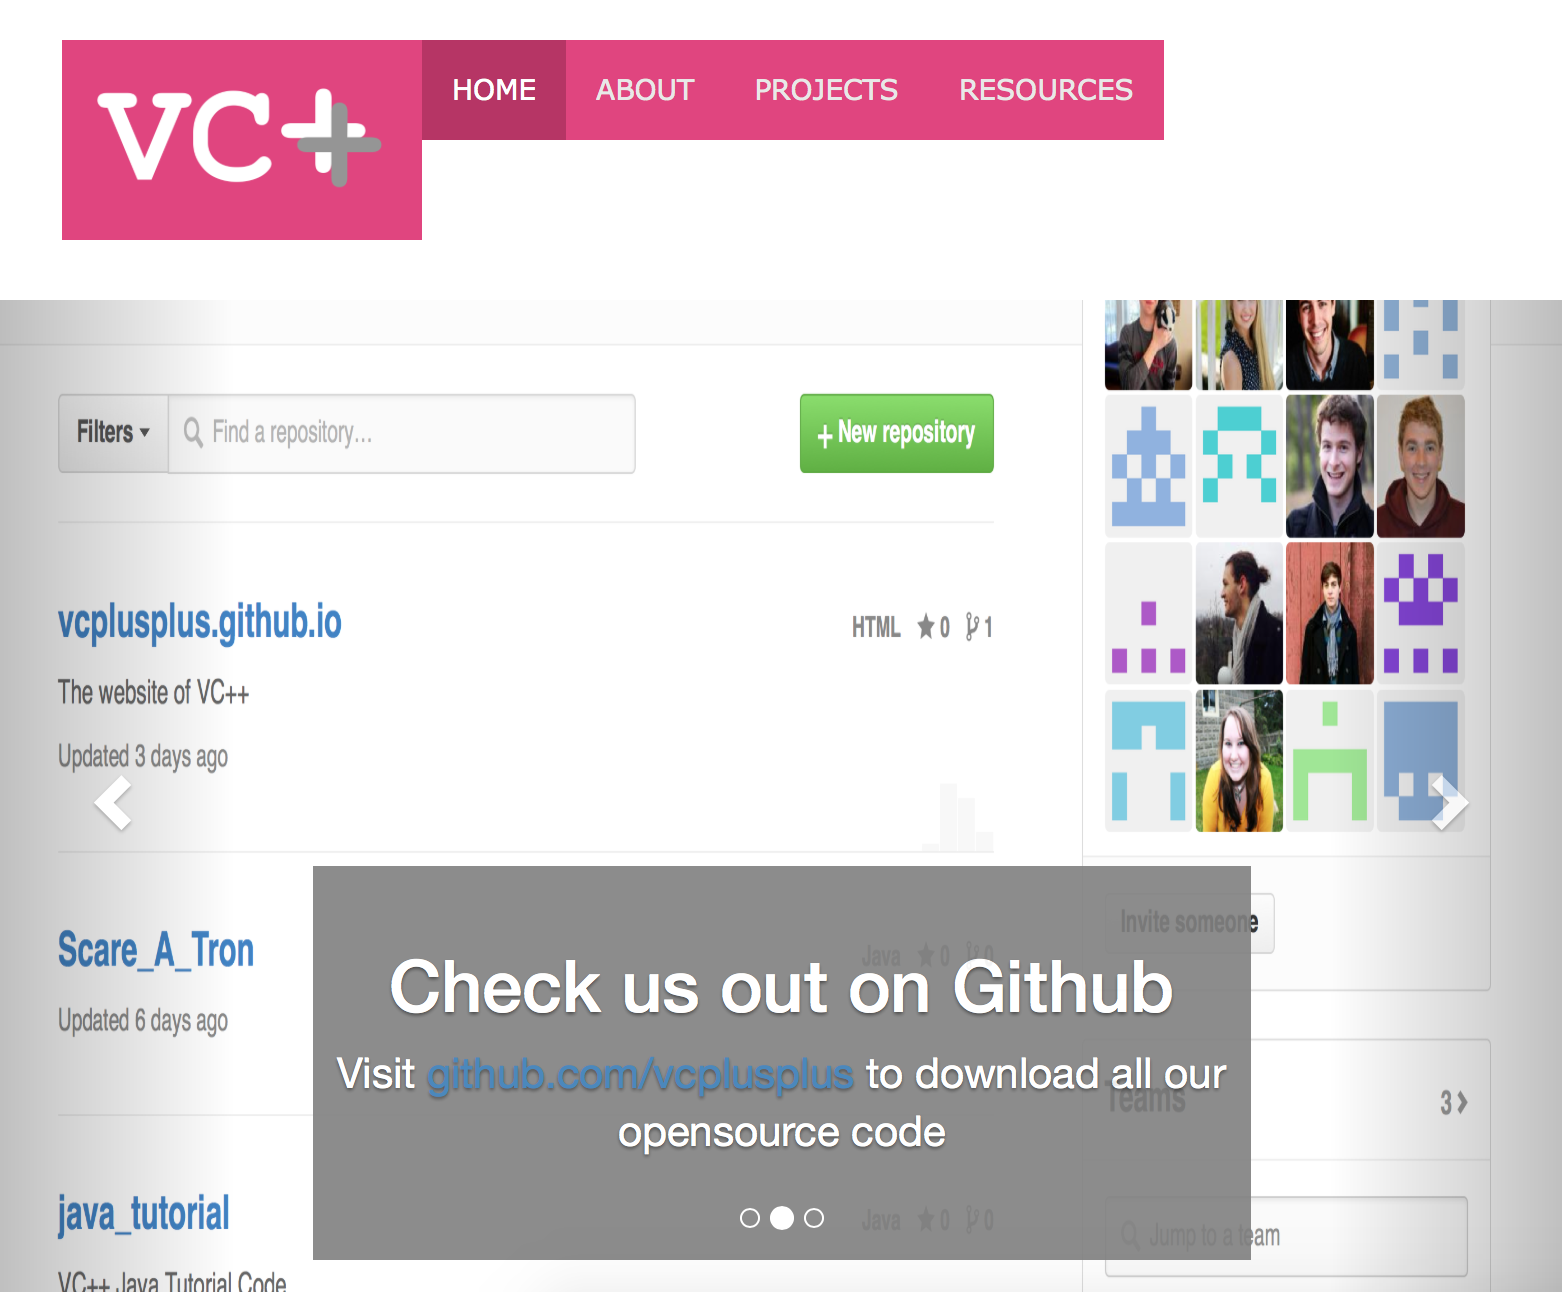 VC++
HOME ABOUT PROJECTS RESOURCES
Filters Find a repository... + New repository
vcplusplus.github.io HTML 0 1
The website of VC++
Updated 3 days ago
Scare_A_Tron Java 0 0
Updated 6 days ago
java_tutorial Java 0 0
VC++ Java Tutorial Code
Invite someone
Teams 3
Jump to a team
Check us out on Github
Visit github.com/vcplusplus to download all our
opensource code